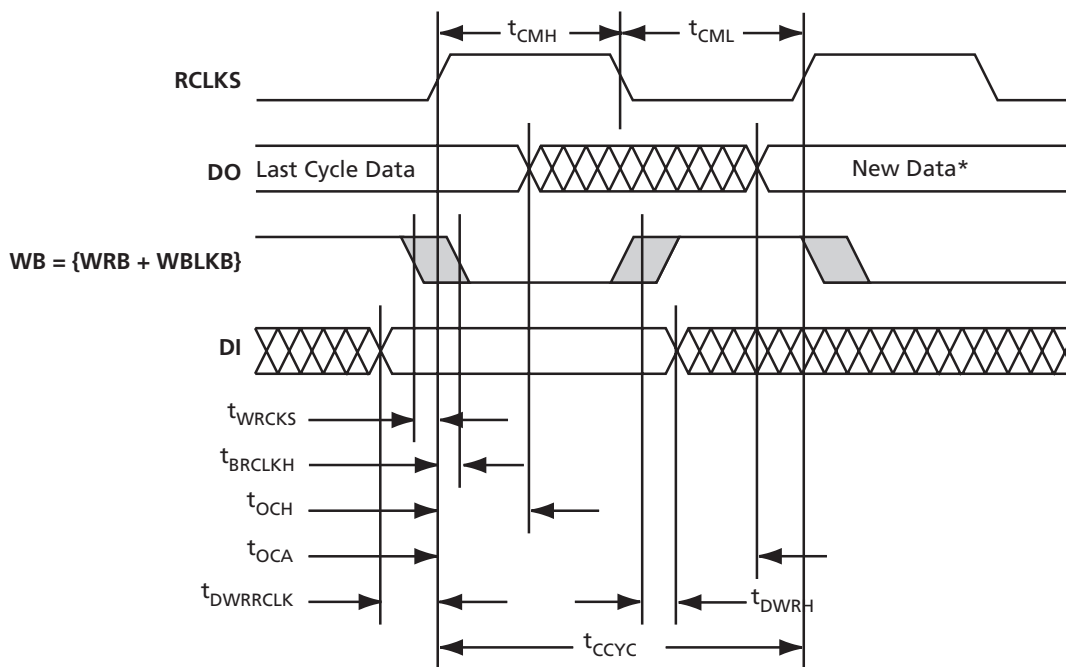 tCMH
tCML
RCLKS
DO
Last Cycle Data
New Data*
WB = {WRB + WBLKB}
DI
tWRCKS
tBRCLKH
tOCH
tOCA
tDWRRCLK
tDWRH
tCCYC